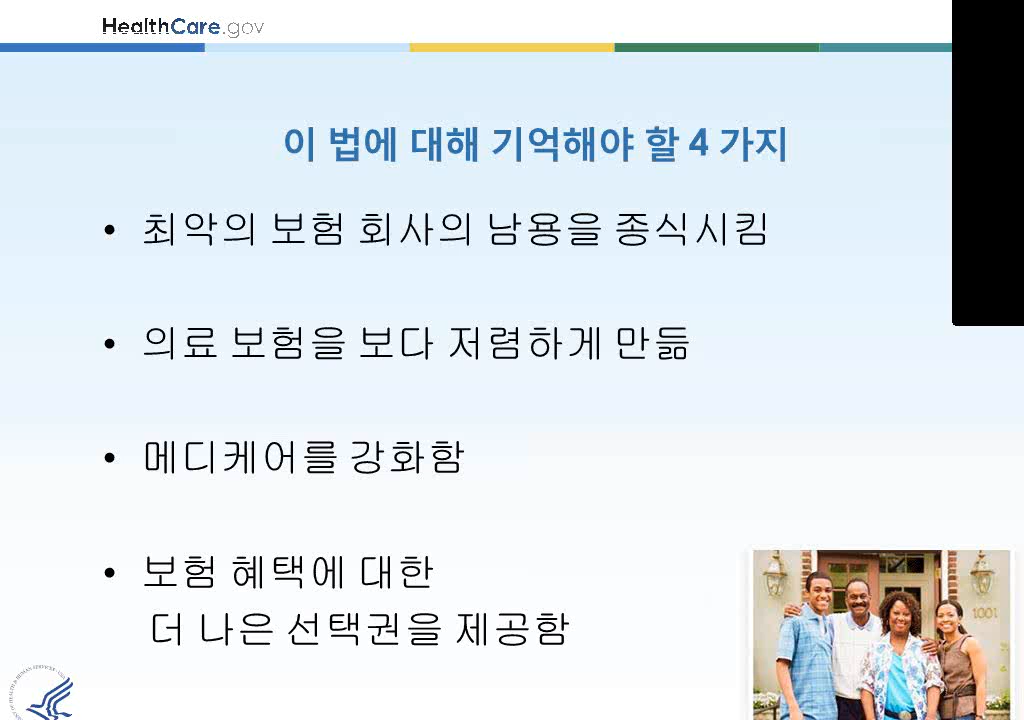 HealthCare.gov
이 법에 대해 기억해야 할 4 가지
• 최악의 보험 회사의 남용을 종식시킴
• 의료 보험을 보다 저렴하게 만듦
• 메디케어를 강화함
• 보험 혜택에 대한
더 나은 선택권을 제공함
1001